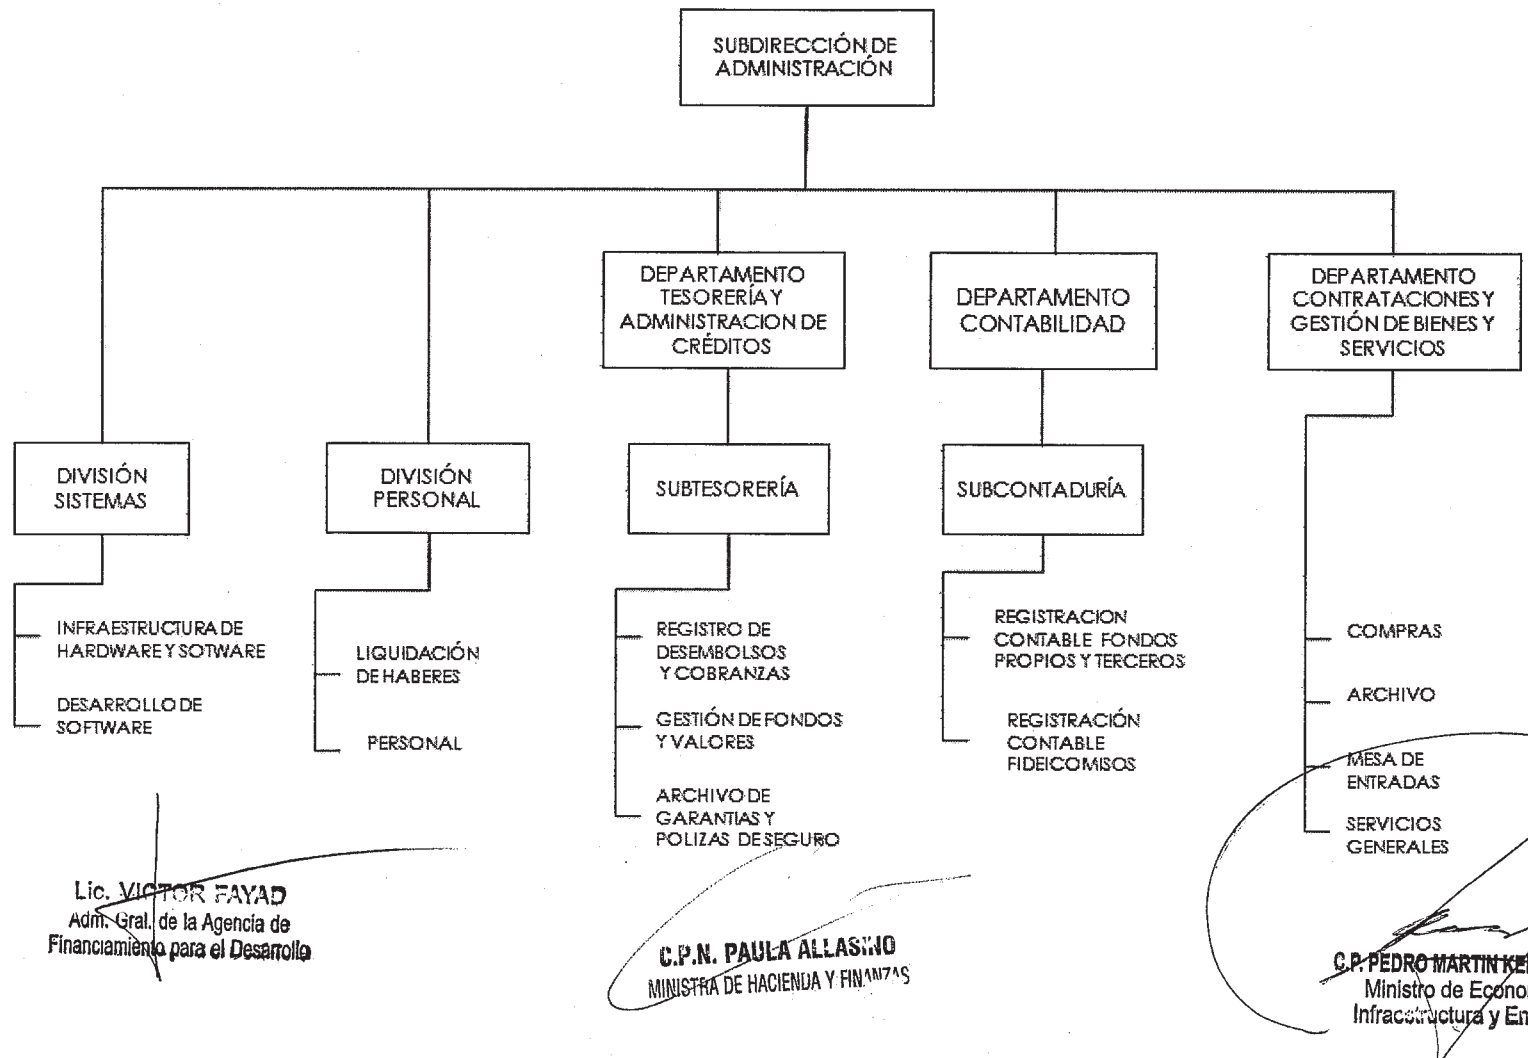 SUBDIRECCIÓN DE
ADMINISTRACIÓN
DEPARTAMENTO
TESORERÍA Y
ADMINISTRACION DE
CRÉDITOS
DEPARTAMENTO
CONTABILIDAD
DEPARTAMENTO
CONTRATACIONES Y
GESTIÓN DE BIENES Y
SERVICIOS
DIVISIÓN
SISTEMAS
DIVISIÓN
PERSONAL
SUBTESORERÍA
SUBCONTADURÍA
INFRAESTRUCTURA DE
HARDWARE Y SOTWARE
DESARROLLO DE
SOFTWARE
LIQUIDACIÓN
DE HABERES
PERSONAL
REGISTRO DE
DESEMBOLSOS
Y COBRANZAS
GESTIÓN DE FONDOS
Y VALORES
ARCHIVO DE
GARANTIAS Y
POLIZAS DE SEGURO
REGISTRACION
CONTABLE FONDOS
PROPIOS Y TERCEROS
REGISTRACIÓN
CONTABLE
FIDEICOMISOS
COMPRAS
ARCHIVO
MESA DE
ENTRADAS
SERVICIOS
GENERALES
Lic. VICTOR FAYAD
Adm. Gral. de la Agencia de
Financiamiento para el Desarrollo
C.P.N. PAULA ALLASINO
MINISTRA DE HACIENDA Y FINANZAS
C.P. PEDRO MARTIN
Ministro de
Infraestructura y